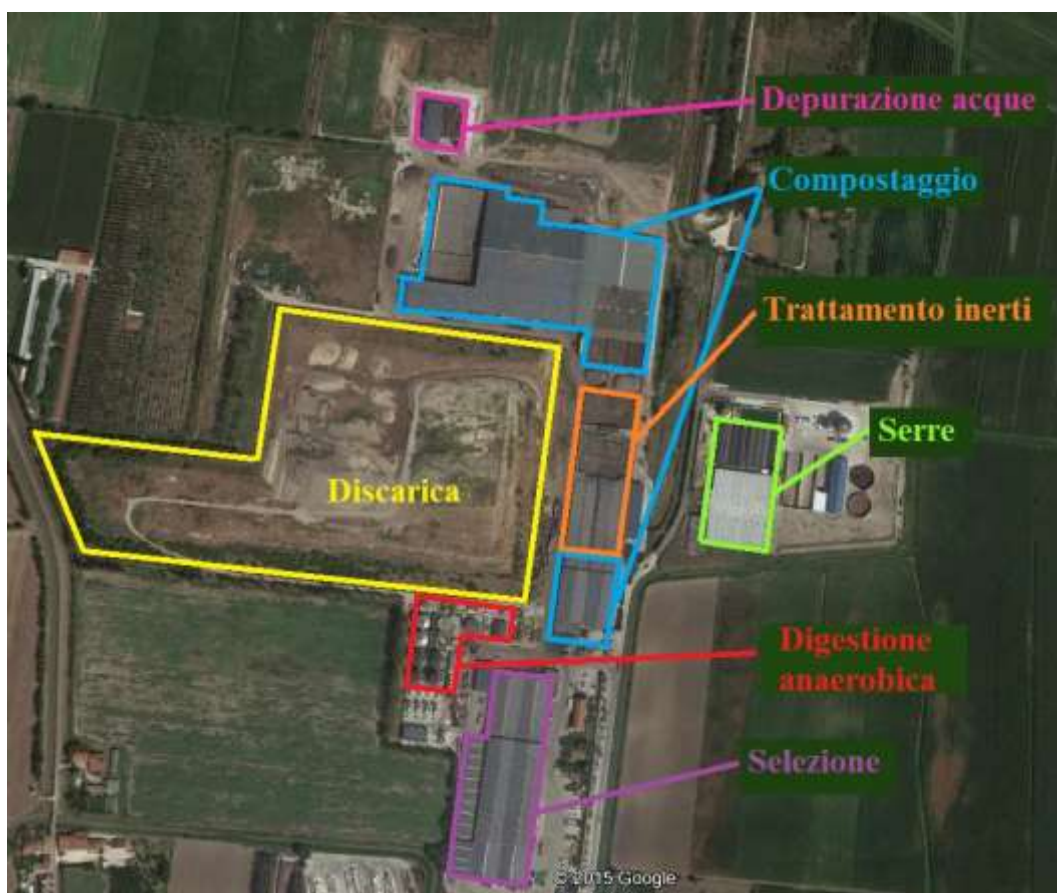 Depurazione acque
Compostaggio
Trattamento inerti
Serre
Discarica
Digestione
anaerobica
Selezione
© 2015 Google